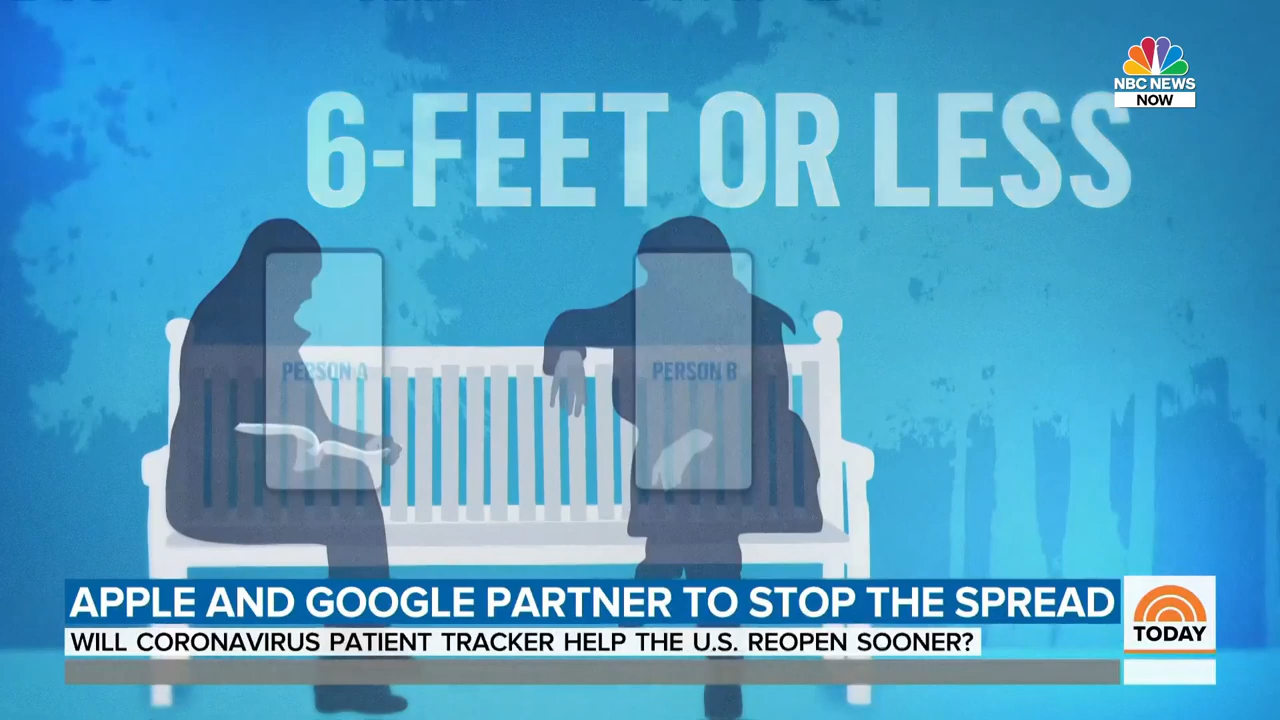 NBC NEWS
NOW
6-FEET OR LESS
PERSON A
PERSON B
APPLE AND GOOGLE PARTNER TO STOP THE SPREAD
WILL CORONAVIRUS PATIENT TRACKER HELP THE U.S. REOPEN SOONER?
TODAY